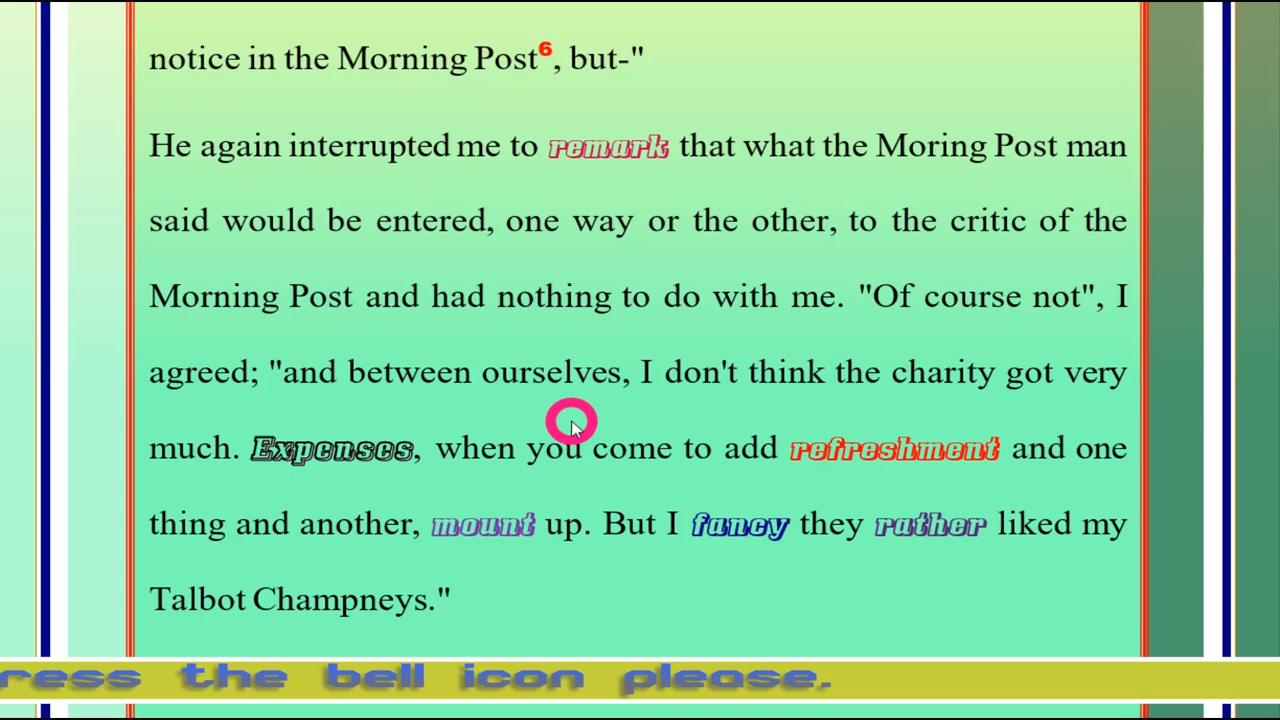 notice in the Morning Post⁶, but-"
He again interrupted me to remark that what the Moring Post man
said would be entered, one way or the other, to the critic of the
Morning Post and had nothing to do with me. "Of course not", I
agreed; "and between ourselves, I don't think the charity got very
much. Expenses, when you come to add refreshment and one
thing and another, mount up. But I fancy they rather liked my
Talbot Champneys."
ress the bell icon please.